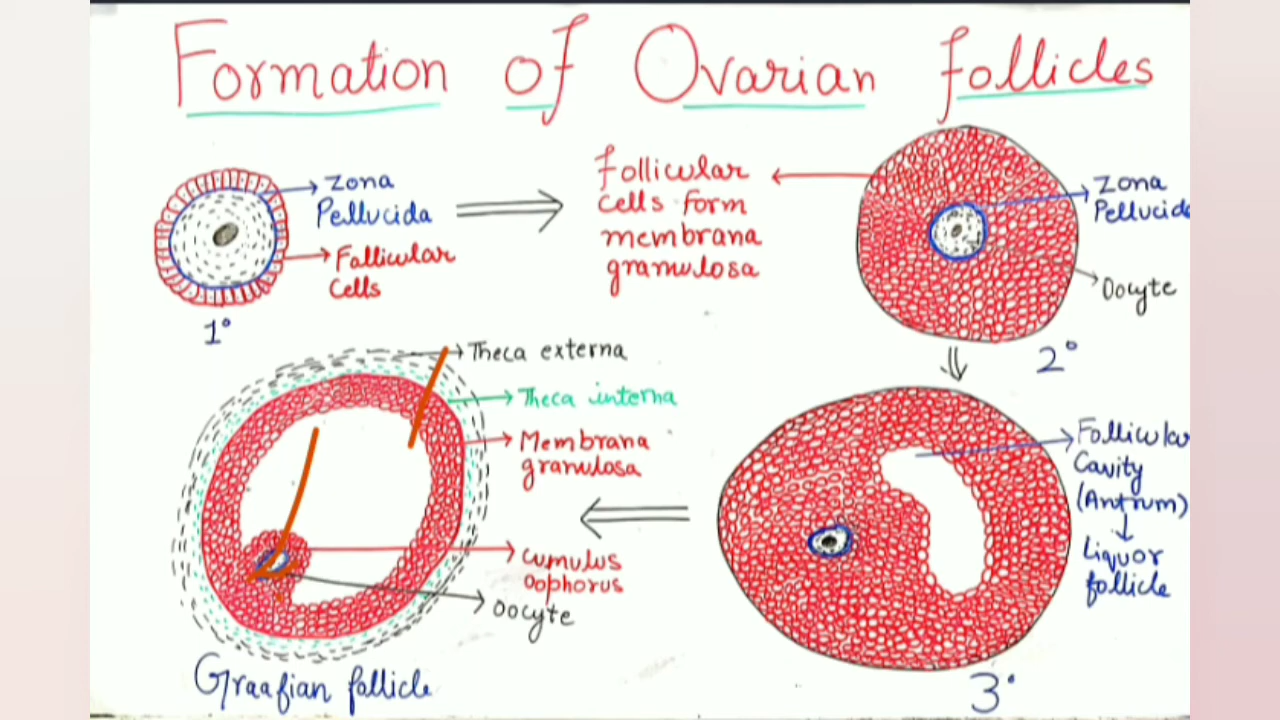 Formation of Ovarian follicles
Zona
Pellucida
Fallicular
Cells
1°
Follicular
cells form
membrana
granulosa
Zona
Pellucida
Oocyte
2°
Theca externa
Theca interna
Membrana
granulosa
Cumulus
Oophorus
Oocyte
Graafian follicle
Follicular
Cavity
(Antrum)
Liquor
follicle
3°